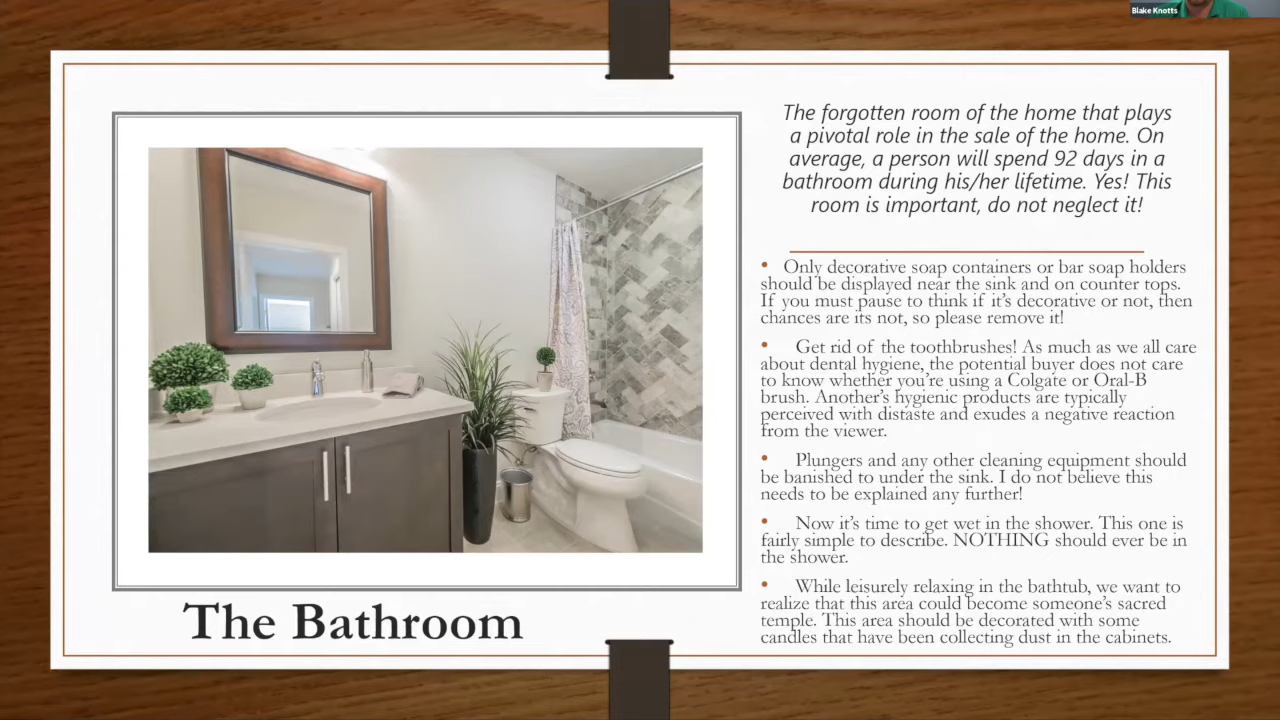 Blake Knotts
The forgotten room of the home that plays
a pivotal role in the sale of the home. On
average, a person will spend 92 days in a
bathroom during his/her lifetime. Yes! This
room is important, do not neglect it!
• Only decorative soap containers or bar soap holders
should be displayed near the sink and on counter tops.
If you must pause to think if it's decorative or not, then
chances are its not, so please remove it!
• Get rid of the toothbrushes! As much as we all care
about dental hygiene, the potential buyer does not care
to know whether you're using a Colgate or Oral-B
brush. Another's hygienic products are typically
perceived with distaste and exudes a negative reaction
from the viewer.
• Plungers and any other cleaning equipment should
be banished to under the sink. I do not believe this
needs to be explained any further!
• Now it's time to get wet in the shower. This one is
fairly simple to describe. NOTHING should ever be in
the shower.
• While leisurely relaxing in the bathtub, we want to
realize that this area could become someone's sacred
temple. This area should be decorated with some
candles that have been collecting dust in the cabinets.
The Bathroom